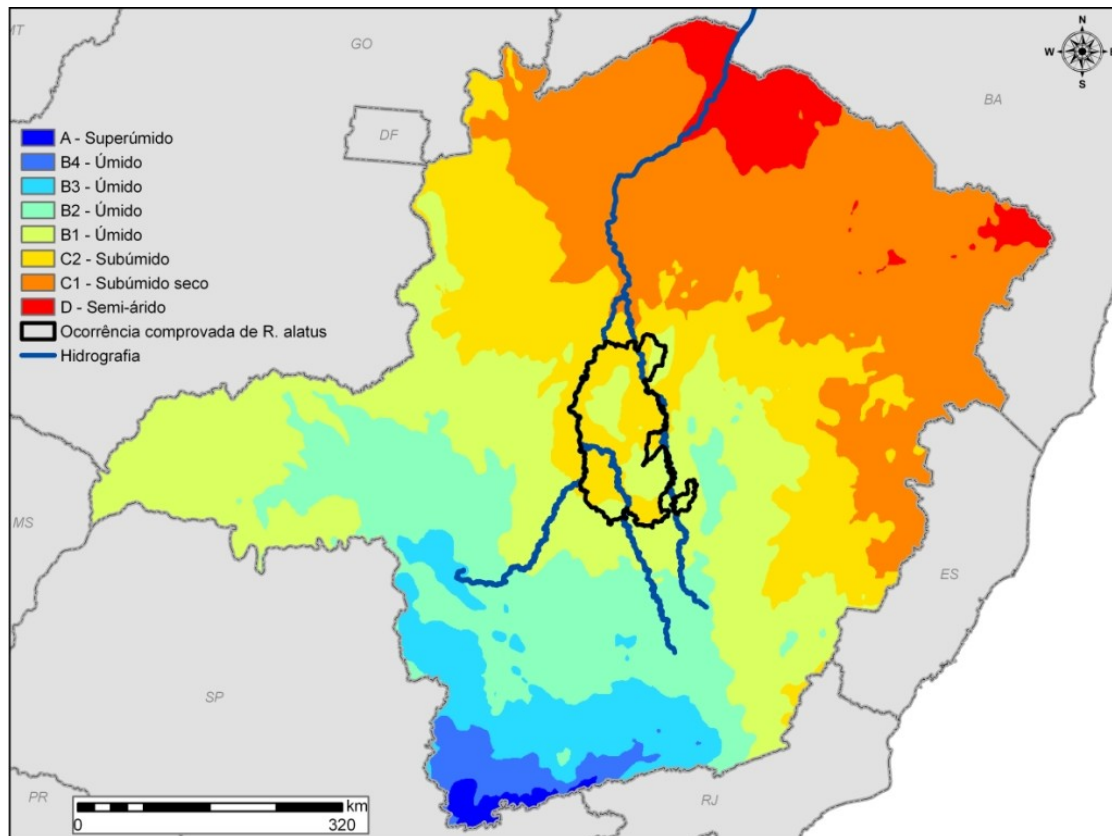 MT
GO
N
W
E
S
BA
DF
A - Superúmido
B4 - Úmido
B3 - Úmido
B2 - Úmido
B1 - Úmido
C2 - Subúmido
C1 - Subúmido seco
D - Semi-árido
Ocorrência comprovada de R. alatus
Hidrografia
MS
ES
SP
PR
RJ
km
0 320